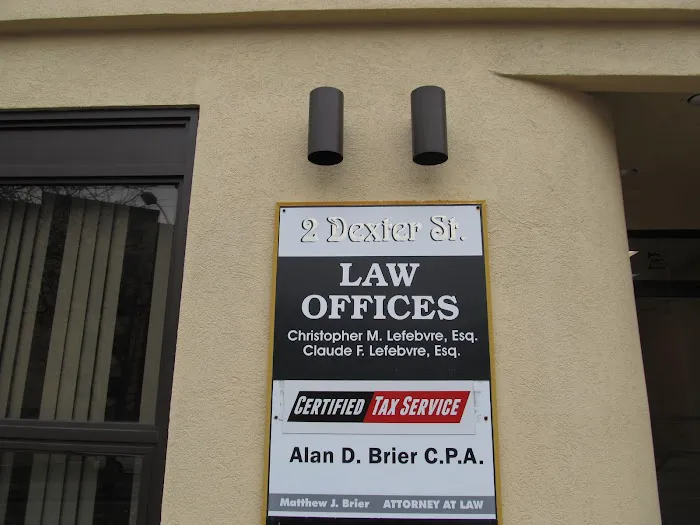 2 Dexter St.
LAW
OFFICES
Christopher M. Lefebvre, Esq.
Claude F. Lefebvre, Esq.
CERTIFIED TAX SERVICE
Alan D. Brier C.P.A.
Matthew J. Brier ATTORNEY AT LAW